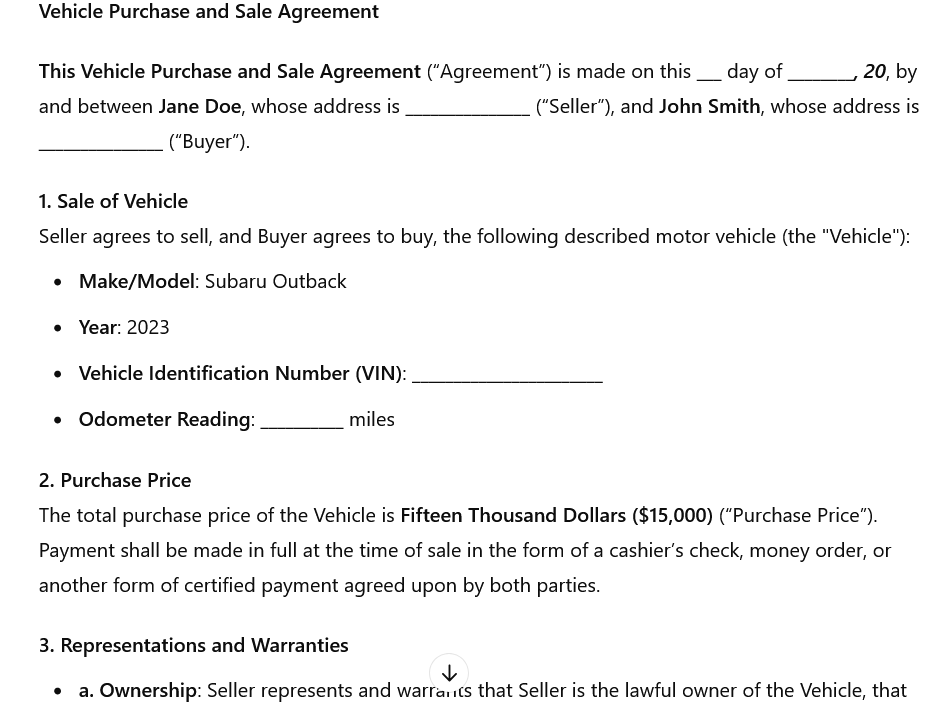 Vehicle Purchase and Sale Agreement
This Vehicle Purchase and Sale Agreement (“Agreement”) is made on this ___ day of ________, 20, by
and between Jane Doe, whose address is _______________ (“Seller”), and John Smith, whose address is
_______________ (“Buyer”).
1. Sale of Vehicle
Seller agrees to sell, and Buyer agrees to buy, the following described motor vehicle (the "Vehicle"):
• Make/Model: Subaru Outback
• Year: 2023
• Vehicle Identification Number (VIN): _______________________
• Odometer Reading: __________ miles
2. Purchase Price
The total purchase price of the Vehicle is Fifteen Thousand Dollars ($15,000) (“Purchase Price”).
Payment shall be made in full at the time of sale in the form of a cashier’s check, money order, or
another form of certified payment agreed upon by both parties.
3. Representations and Warranties
• a. Ownership: Seller represents and warrants that Seller is the lawful owner of the Vehicle, that